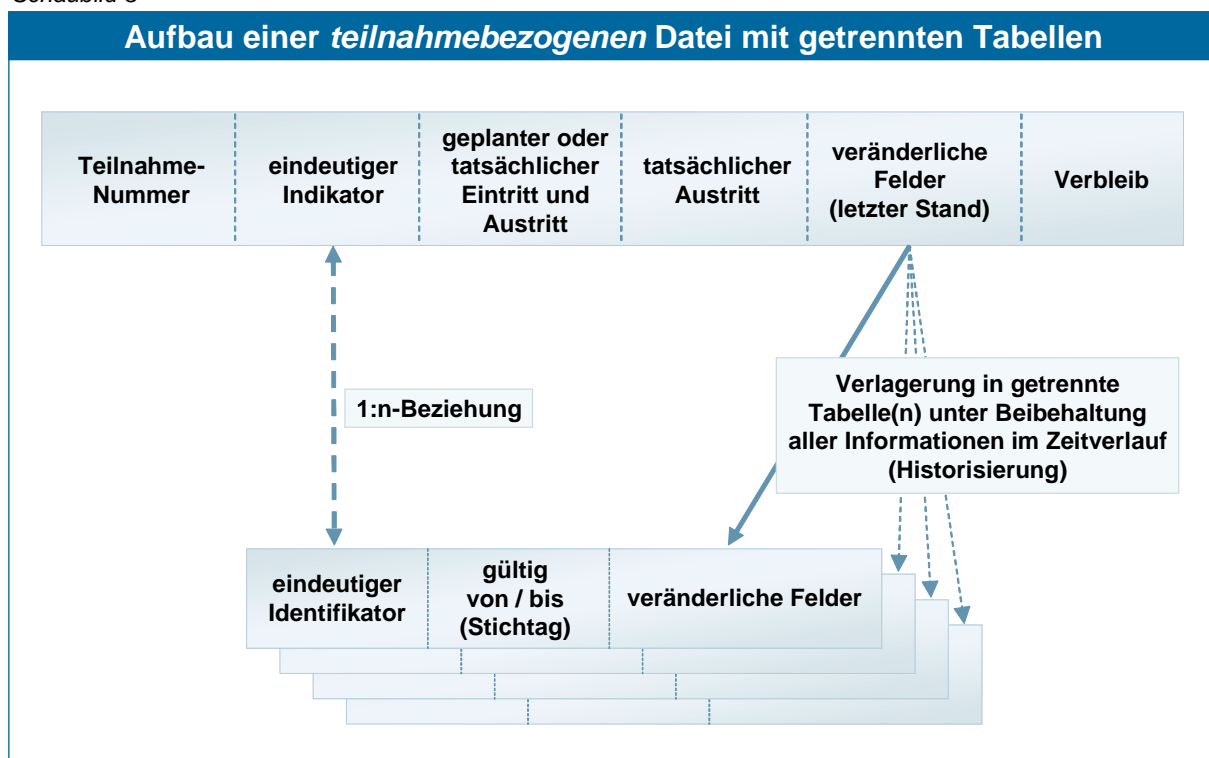 Aufbau einer teilnahmebezogenen Datei mit getrennten Tabellen
Teilnahme-
Nummer
eindeutiger
Indikator
geplanter oder
tatsächlicher
Eintritt und
Austritt
tatsächlicher
Austritt
veränderliche
Felder
(letzter Stand)
Verbleib
1:n-Beziehung
Verlagerung in getrennte
Tabelle(n) unter Beibehaltung
aller Informationen im Zeitverlauf
(Historisierung)
eindeutiger
Identifikator
gültig
von / bis
(Stichtag)
veränderliche Felder